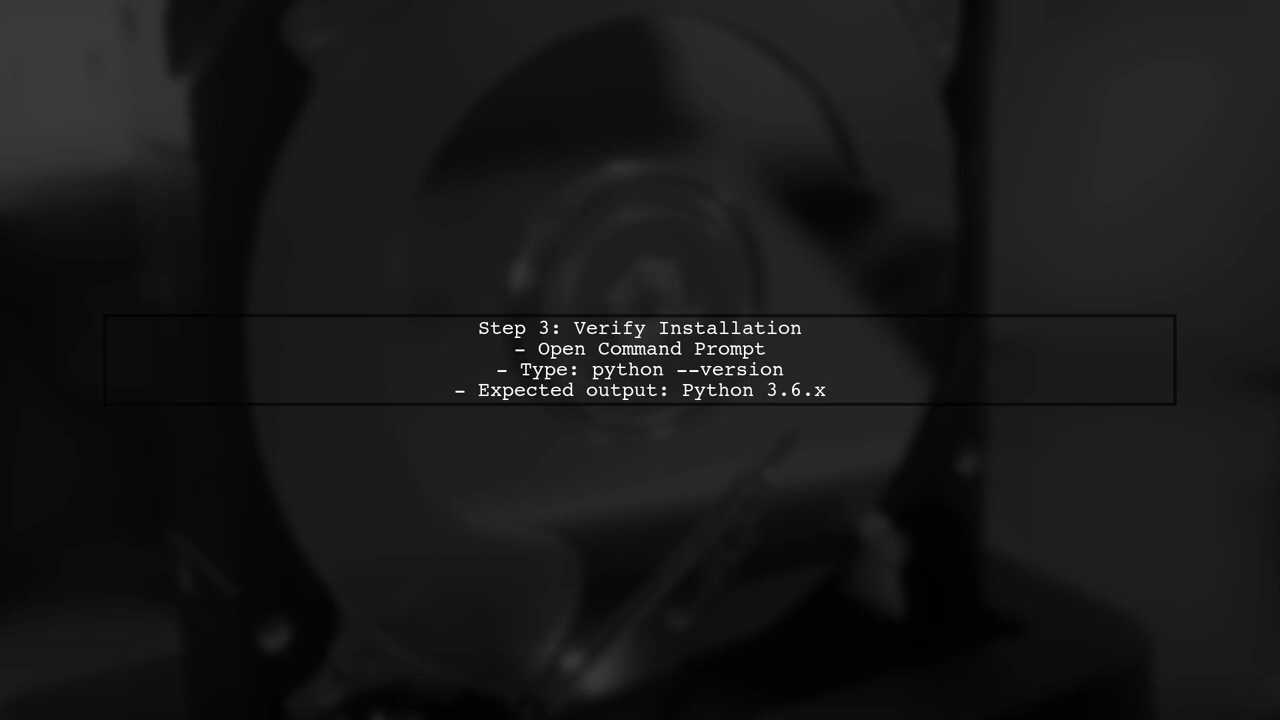 Step 3: Verify Installation
- Open Command Prompt
- Type: python --version
- Expected output: Python 3.6.x